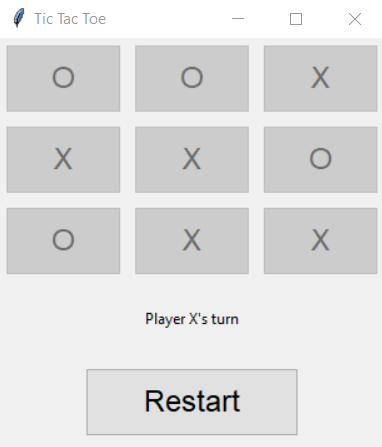 Tic Tac Toe
O O X
X X O
O X X
Player X's turn
Restart